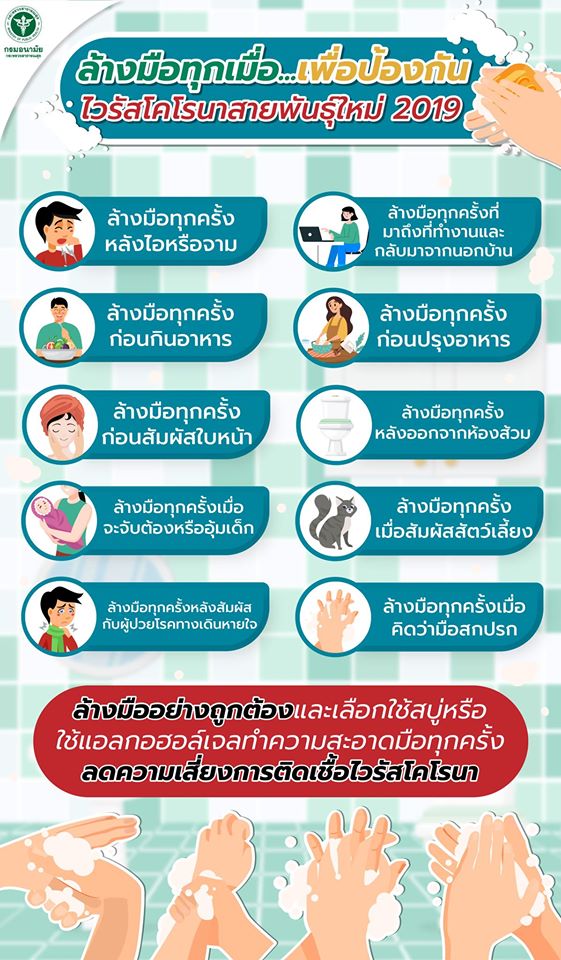 กรมอนามัย
กระทรวงสาธารณสุข
ล้างมือทุกเมื่อ...เพื่อป้องกัน
ไวรัสโคโรนาสายพันธุ์ใหม่ 2019
ล้างมือทุกครั้ง
หลังไอหรือจาม
ล้างมือทุกครั้งที่
มาถึงที่ทำงานและ
กลับมาจากนอกบ้าน
ล้างมือทุกครั้ง
ก่อนกินอาหาร
ล้างมือทุกครั้ง
ก่อนปรุงอาหาร
ล้างมือทุกครั้ง
ก่อนสัมผัสใบหน้า
ล้างมือทุกครั้ง
หลังออกจากห้องส้วม
ล้างมือทุกครั้งเมื่อ
จะจับต้องหรืออุ้มเด็ก
ล้างมือทุกครั้ง
เมื่อสัมผัสสัตว์เลี้ยง
ล้างมือทุกครั้งหลังสัมผัส
กับผู้ป่วยโรคทางเดินหายใจ
ล้างมือทุกครั้งเมื่อ
คิดว่ามือสกปรก
ล้างมืออย่างถูกต้องและเลือกใช้สบู่หรือ
ใช้แอลกอฮอล์เจลทำความสะอาดมือทุกครั้ง
ลดความเสี่ยงการติดเชื้อไวรัสโคโรนา